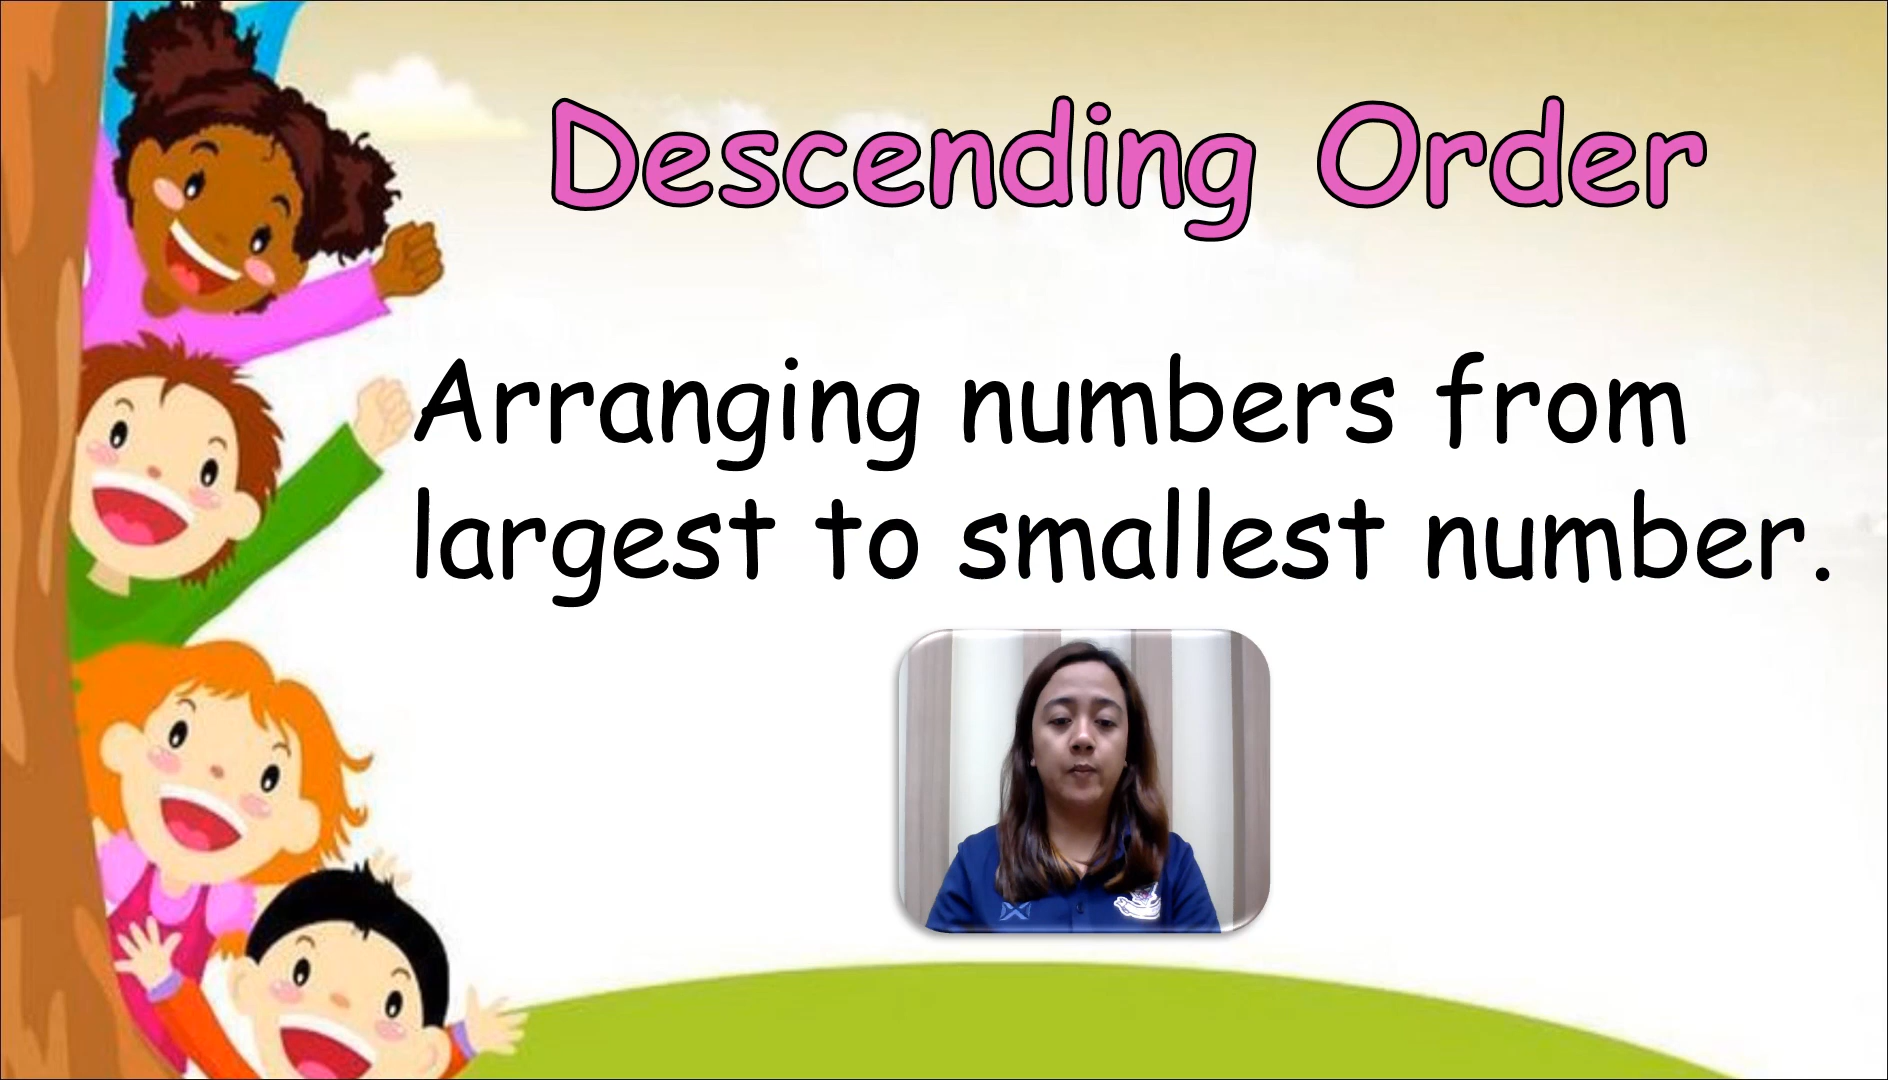 Descending Order
Arranging numbers from
largest to smallest number.